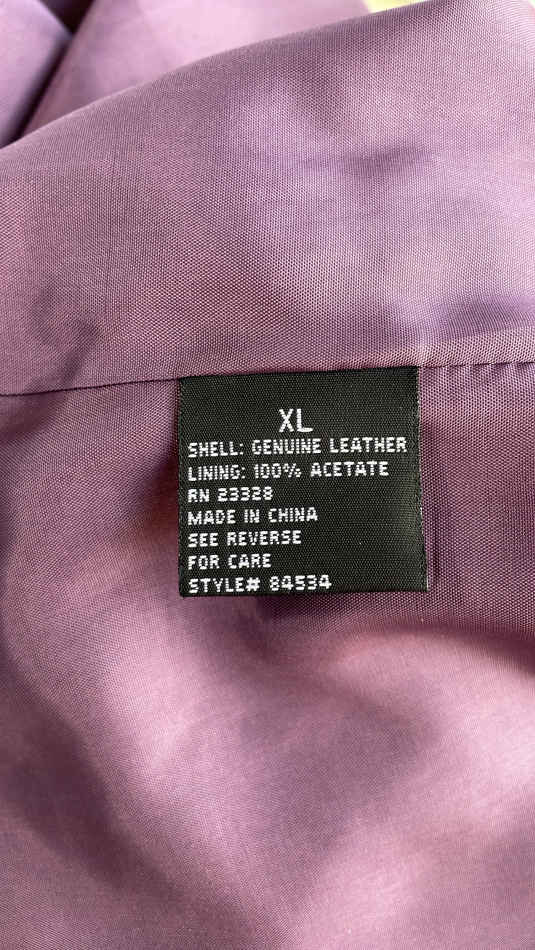 XL
SHELL: GENUINE LEATHER
LINING: 100% ACETATE
RN 23328
MADE IN CHINA
SEE REVERSE
FOR CARE
STYLE# 84534